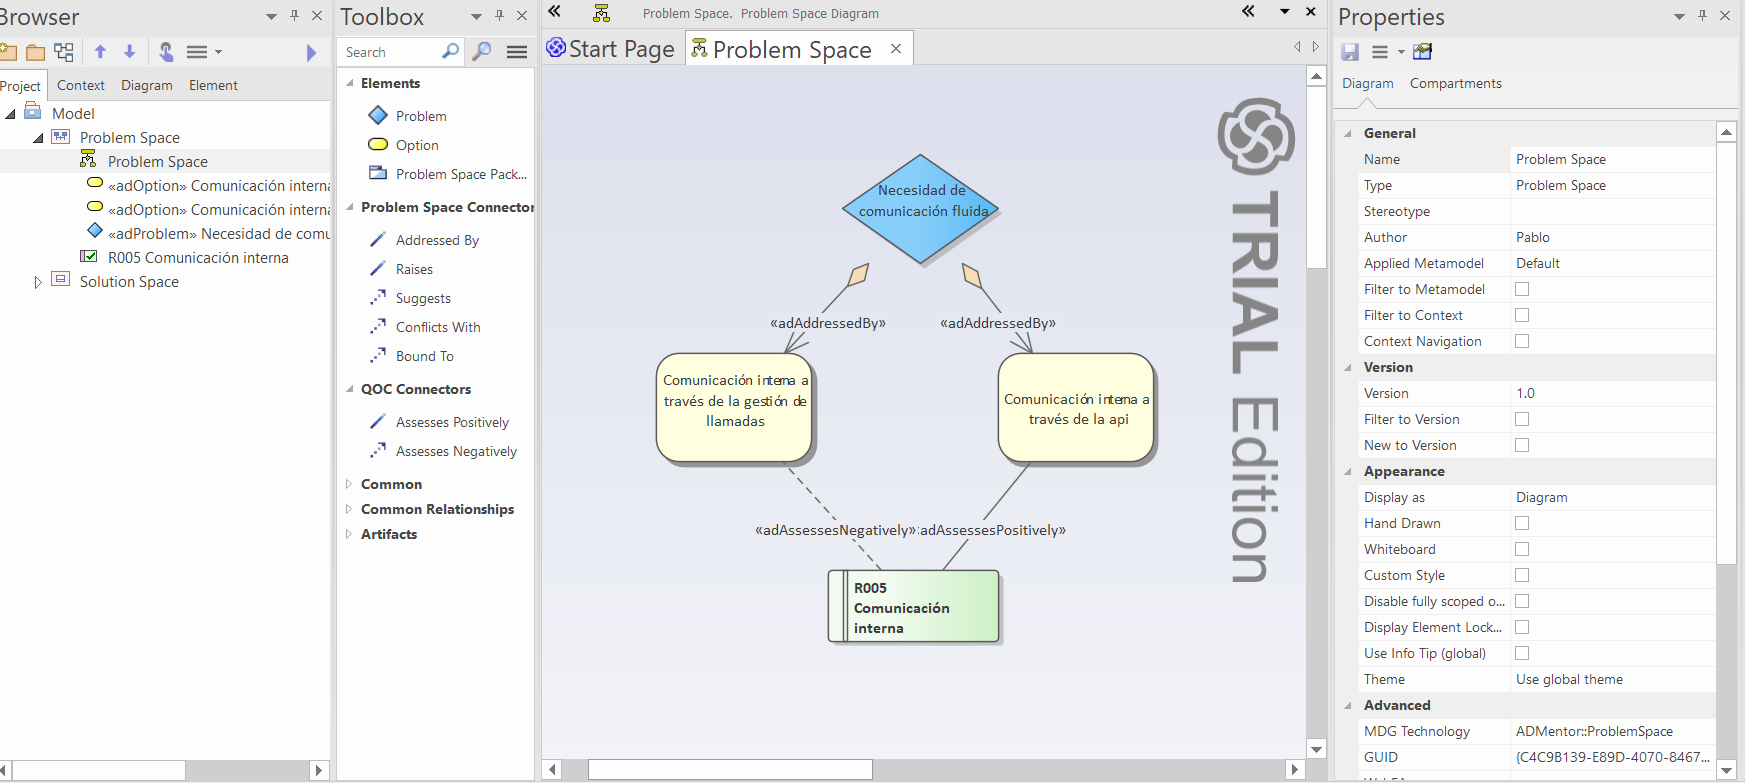 Browser
Project
Context
Diagram
Element
Model
Problem Space
Problem Space
«adOption» Comunicación interna
«adOption» Comunicación interna
«adProblem» Necesidad de comu
R005 Comunicación interna
Solution Space
Toolbox
Search
Elements
Problem
Option
Problem Space Pack...
Problem Space Connector
Addressed By
Raises
Suggests
Conflicts With
Bound To
QOC Connectors
Assesses Positively
Assesses Negatively
Common
Common Relationships
Artifacts
Problem Space. Problem Space Diagram
Start Page
Problem Space
Necesidad de
comunicación fluida
«adAddressedBy»
«adAddressedBy»
Comunicación interna a
través de la gestión de
llamadas
Comunicación interna a
través de la api
«adAssessesNegatively»
:adAssessesPositively»
R005
Comunicación
interna
TRIAL Edition
Properties
Diagram
Compartments
General
Name Problem Space
Type Problem Space
Stereotype
Author Pablo
Applied Metamodel Default
Filter to Metamodel
Filter to Context
Context Navigation
Version
Version 1.0
Filter to Version
New to Version
Appearance
Display as Diagram
Hand Drawn
Whiteboard
Custom Style
Disable fully scoped o...
Display Element Lock...
Use Info Tip (global)
Theme Use global theme
Advanced
MDG Technology ADMentor::ProblemSpace
GUID {C4C9B139-E89D-4070-8467...